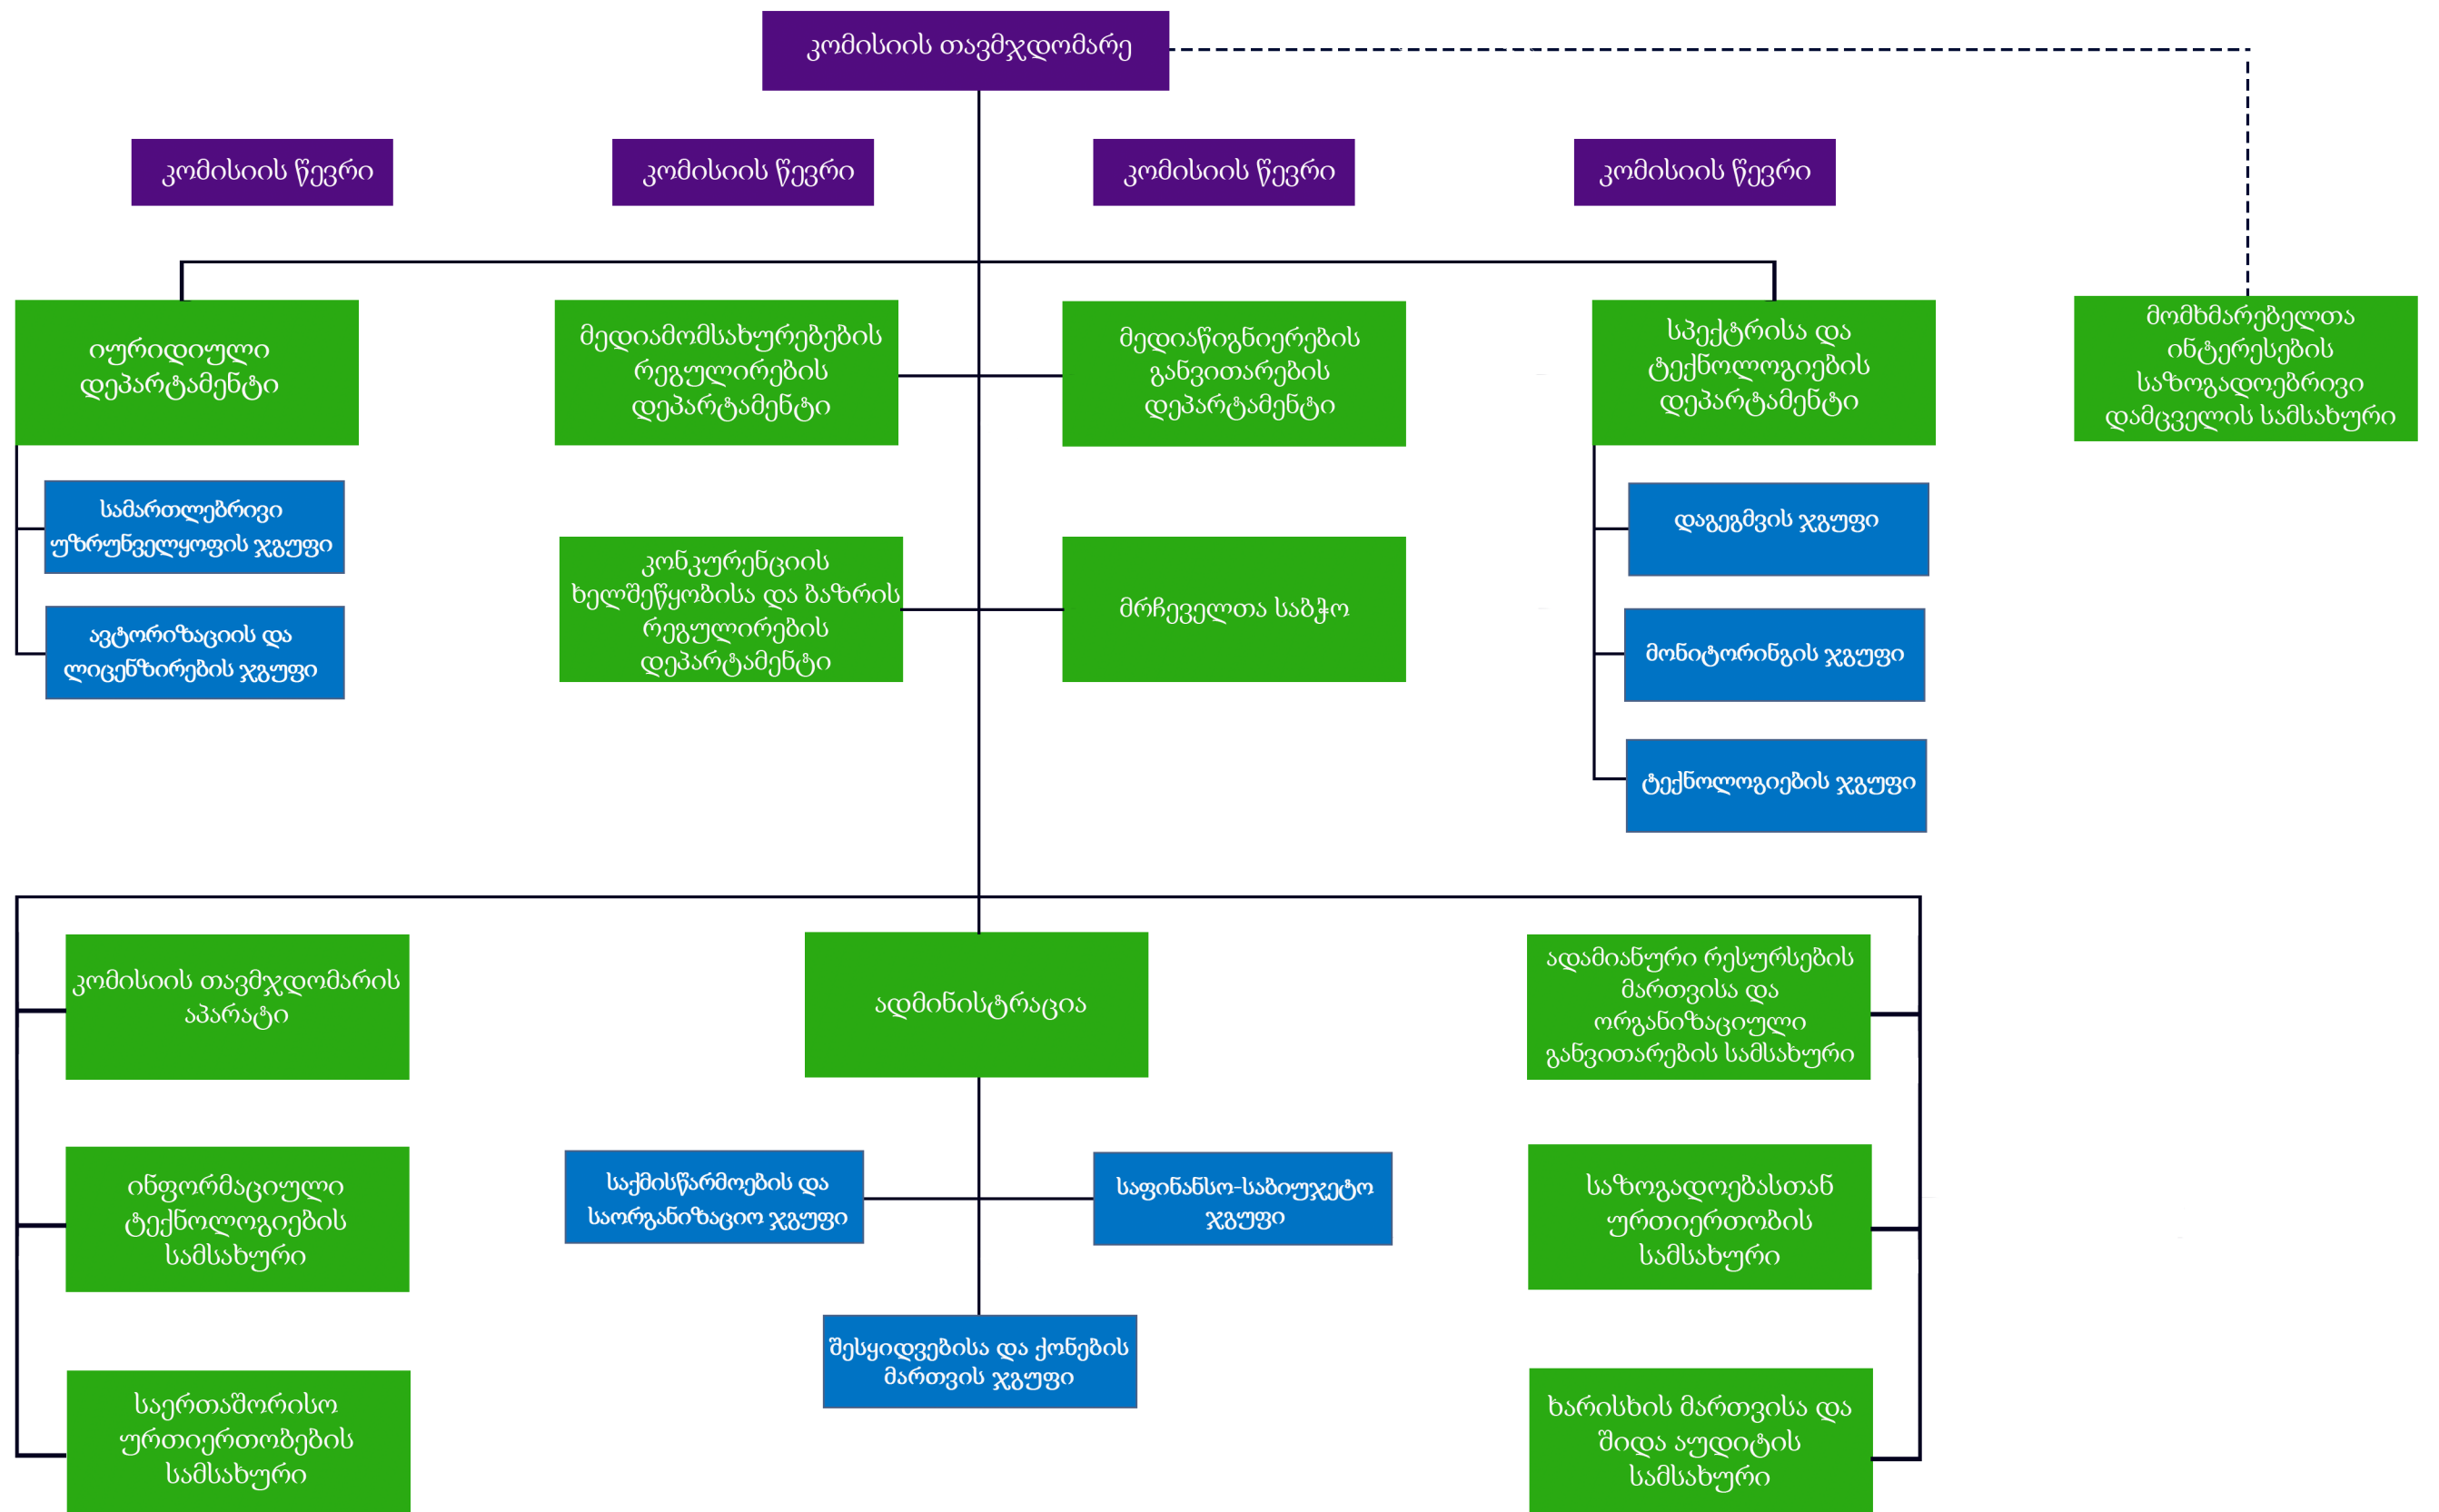 კომისიის თავმჯდომარე
კომისიის წევრი
კომისიის წევრი
კომისიის წევრი
კომისიის წევრი
იურიდიული
დეპარტამენტი
მედიამომსახურებების
რეგულირების
დეპარტამენტი
მედიაწიგნიერების
განვითარების
დეპარტამენტი
სპექტრისა და
ტექნოლოგიების
დეპარტამენტი
მომხმარებელთა
ინტერესების
საზოგადოებრივი
დამცველის სამსახური
სამართლებრივი
უზრუნველყოფის ჯგუფი
ავტორიზაციის და
ლიცენზირების ჯგუფი
კონკურენციის
ხელშეწყობისა და ბაზრის
რეგულირების
დეპარტამენტი
მრჩეველთა საბჭო
დაგეგმვის ჯგუფი
მონიტორინგის ჯგუფი
ტექნოლოგიების ჯგუფი
კომისიის თავმჯდომარის
აპარატი
ადმინისტრაცია
ადამიანური რესურსების
მართვისა და
ორგანიზაციული
განვითარების სამსახური
ინფორმაციული
ტექნოლოგიების
სამსახური
საქმისწარმოების და
საორგანიზაციო ჯგუფი
საფინანსო-საბიუჯეტო
ჯგუფი
საზოგადოებასთან
ურთიერთობის
სამსახური
შესყიდვებისა და ქონების
მართვის ჯგუფი
საერთაშორისო
ურთიერთობების
სამსახური
ხარისხის მართვისა და
შიდა აუდიტის
სამსახური